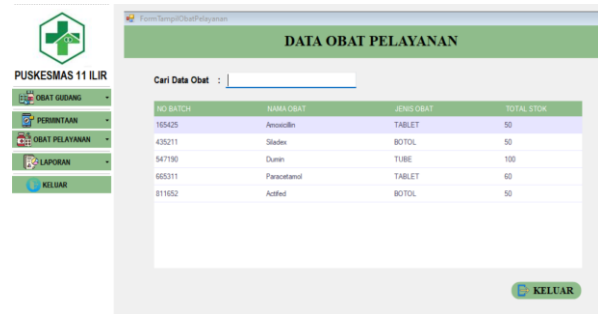 FormTampilObatPelayanan
DATA OBAT PELAYANAN
PUSKESMAS 11 ILIR
OBAT GUDANG
PERMINTAAN
OBAT PELAYANAN
LAPORAN
KELUAR
Cari Data Obat :
NO BATCH NAMA OBAT JENIS OBAT TOTAL STOK
165425 Amoxicillin TABLET 50
435211 Siladex BOTOL 50
547190 Dumin TUBE 100
665311 Paracetamol TABLET 60
811652 Actifed BOTOL 50
KELUAR